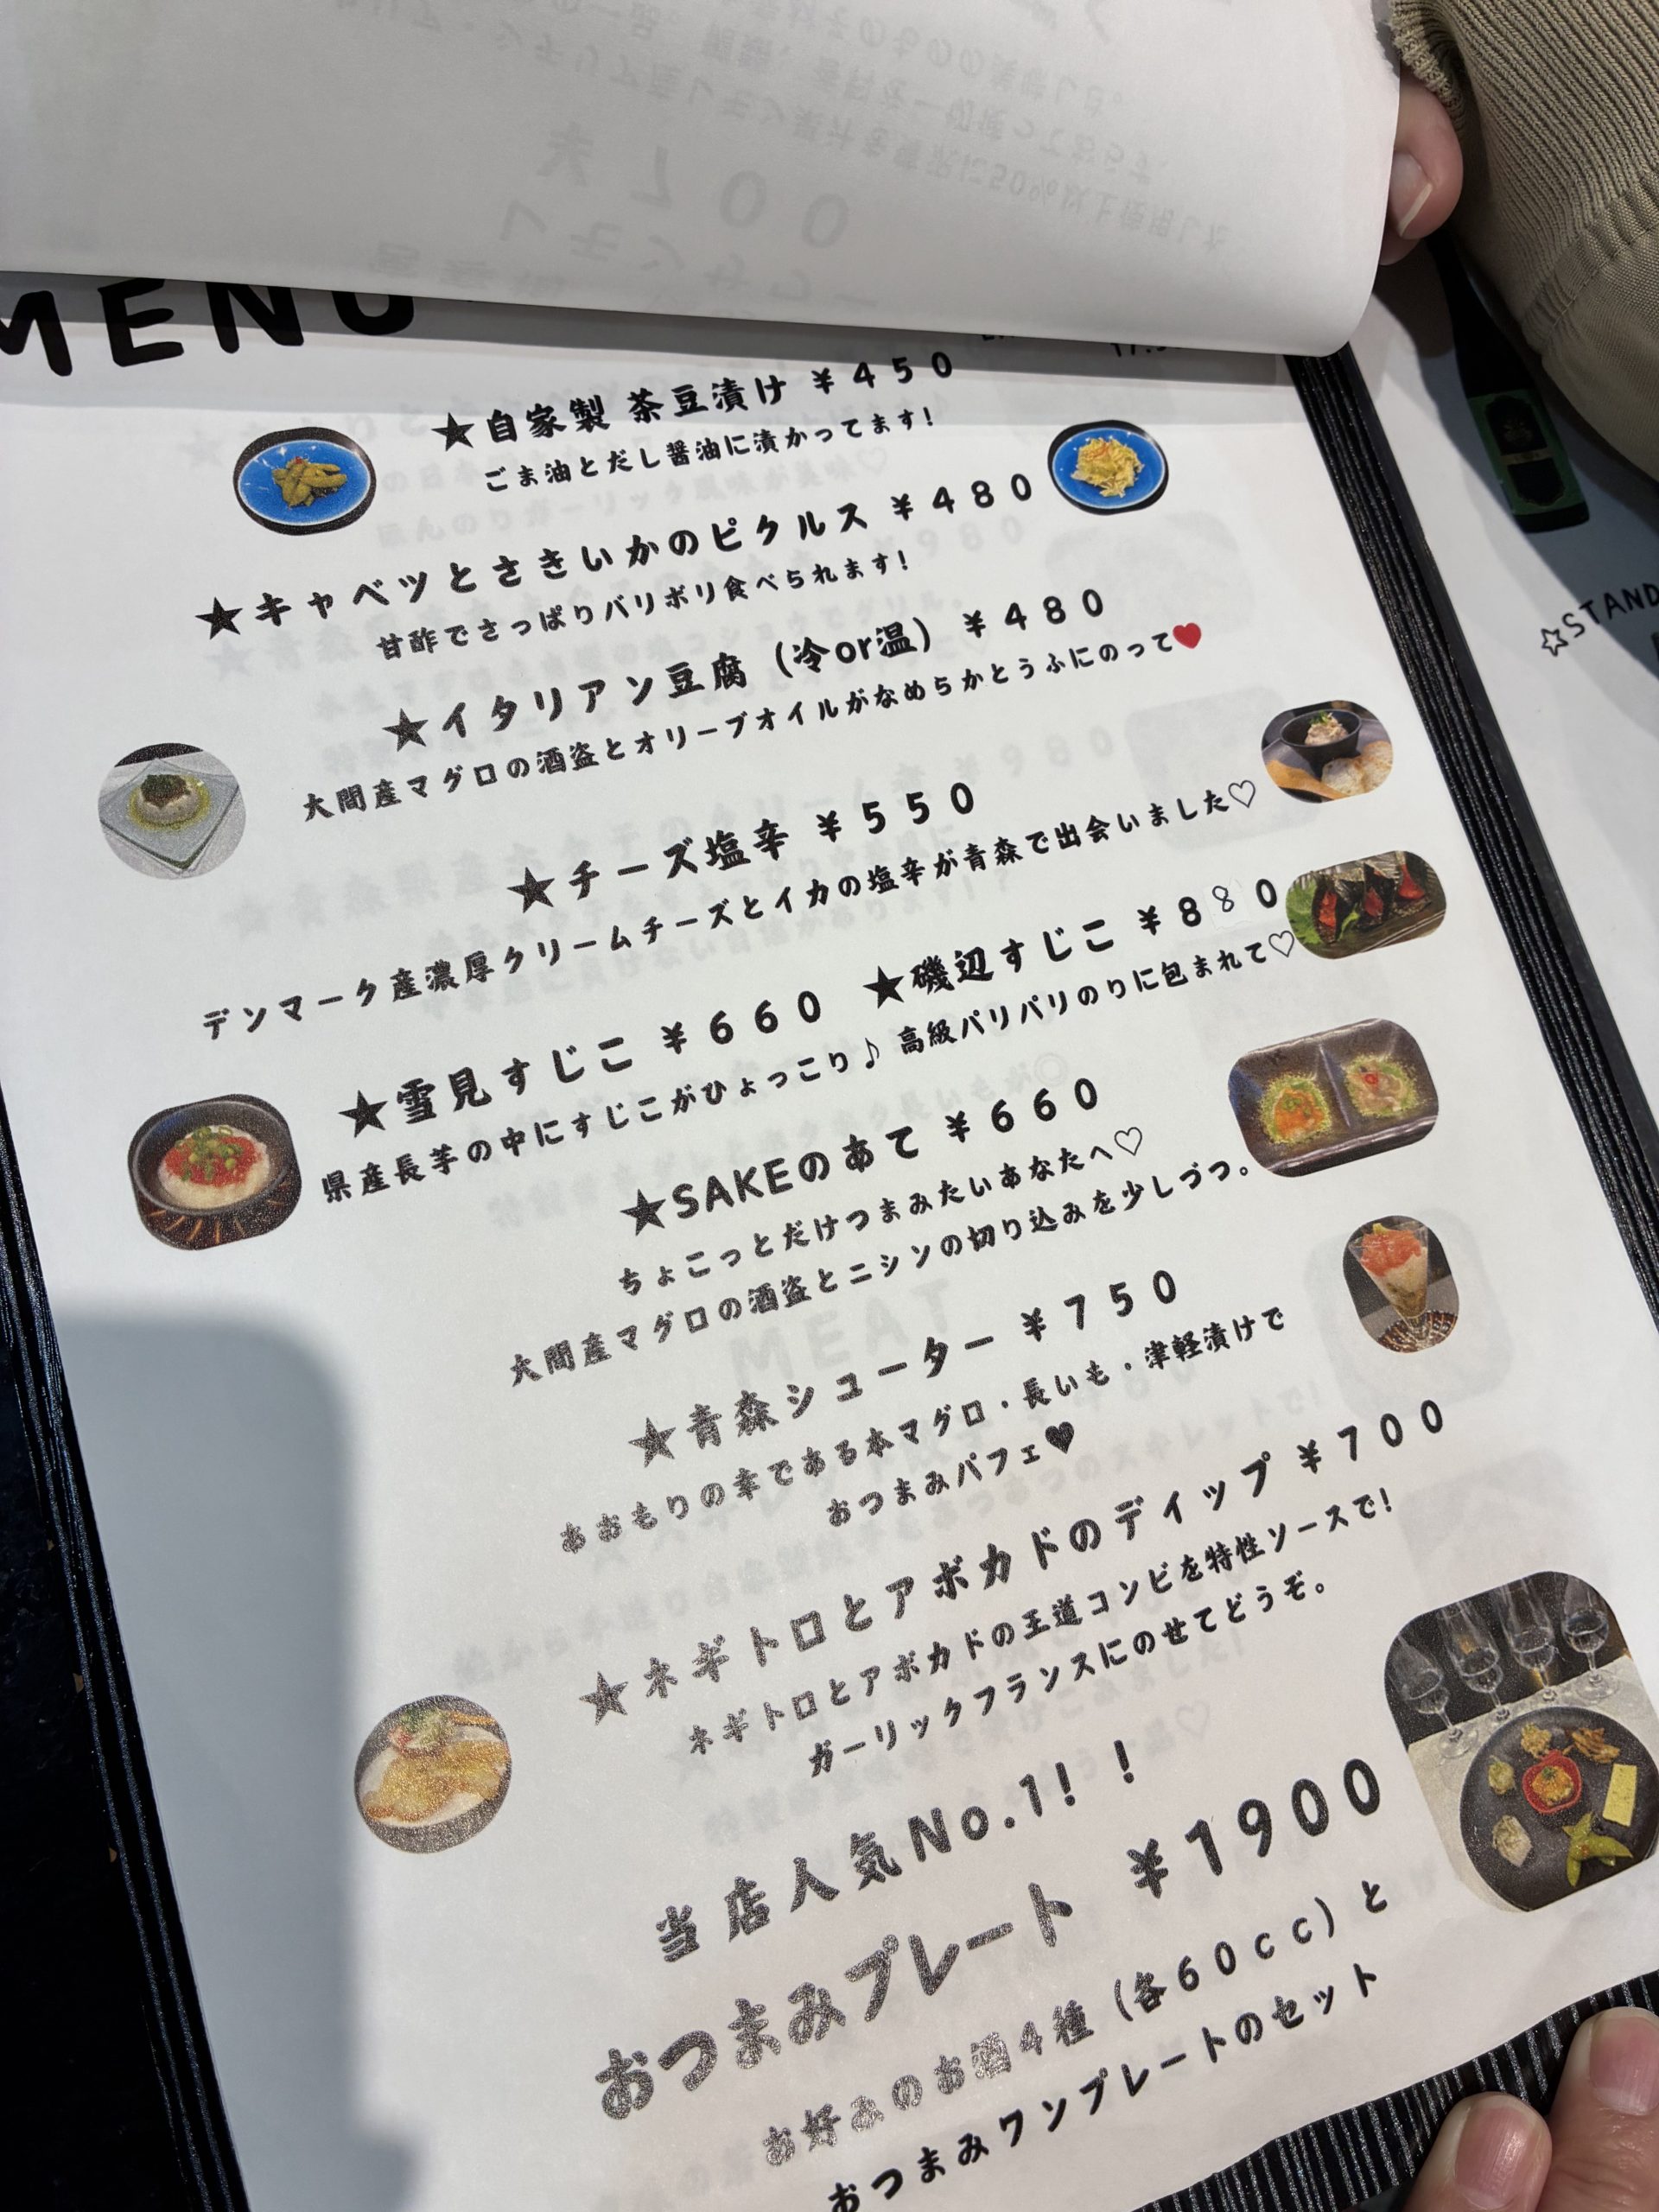 MENU
★自家製 茶豆漬け ￥450
ごま油とだし醤油に漬かってます!
★キャベツとさきいかのピクルス ￥480
甘酢でさっぱりバリボリ食べられます!
★イタリアン豆腐（冷or温）￥480
大間産マグロの酒盗とオリーブオイルがなめらかとうふにのって♥
★チーズ塩辛 ￥550
デンマーク産濃厚クリームチーズとイカの塩辛が青森で出会いました♡
★雪見すじこ ￥660 ★磯辺すじこ ￥880
県産長芋の中にすじこがひょっこり♪ 高級パリパリのりに包まれて♡
★SAKEのあて ￥660
ちょこっとだけつまみたいあなたへ♡
大間産マグロの酒盗とニシンの切り込みを少しづつ。
★青森シューター ￥750
あおもりの幸である本マグロ・長いも・津軽漬けで
おつまみパフェ♥
★ネギトロとアボカドのディップ ￥700
ネギトロとアボカドの王道コンビを特性ソースで!
ガーリックフランスにのせてどうぞ。
当店人気No.1!！
おつまみプレート ￥1900
お好みのお酒4種（各60cc）と
おつまみワンプレートのセット
☆STAND